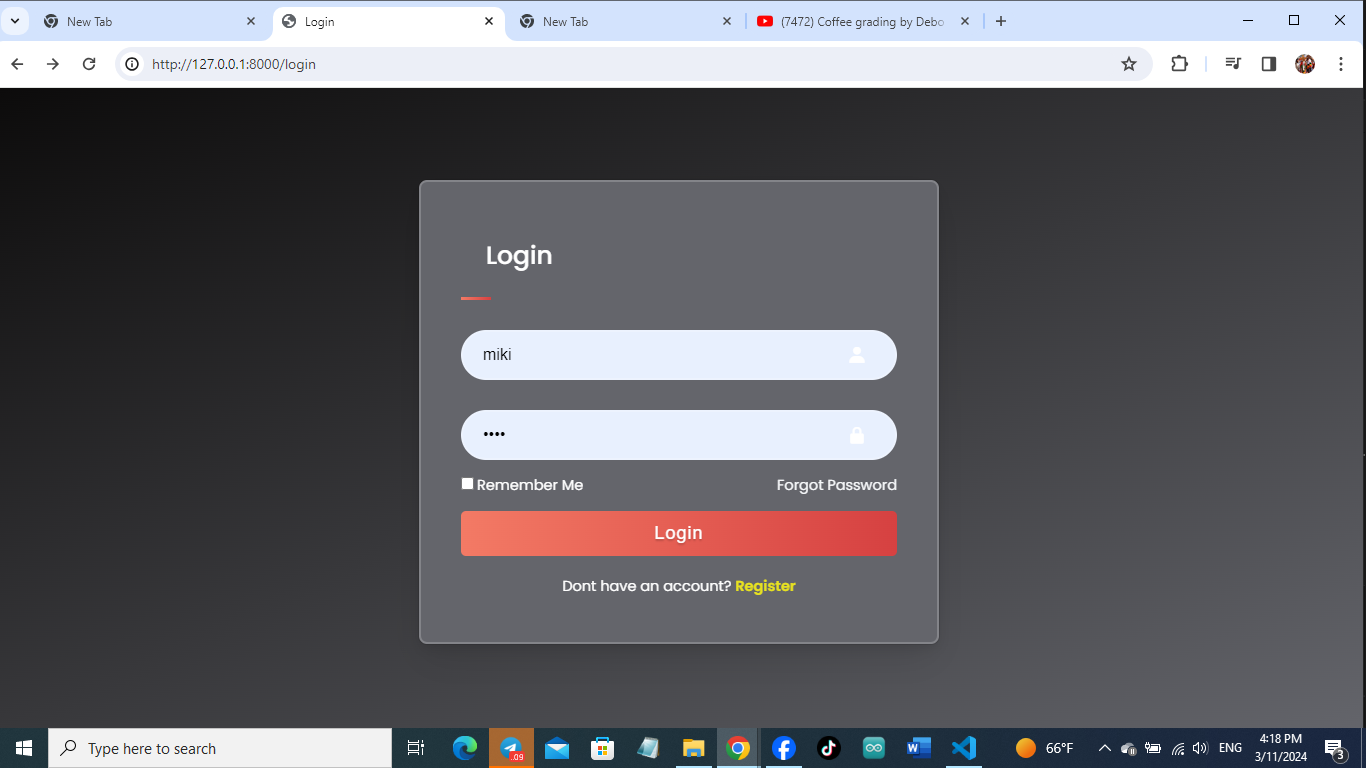 New Tab
Login
New Tab
(7472) Coffee grading by Debo
http://127.0.0.1:8000/login
Login
miki
••••
Remember Me
Forgot Password
Login
Dont have an account? Register
Type here to search
.09
66°F
ENG
4:18 PM
3/11/2024
3